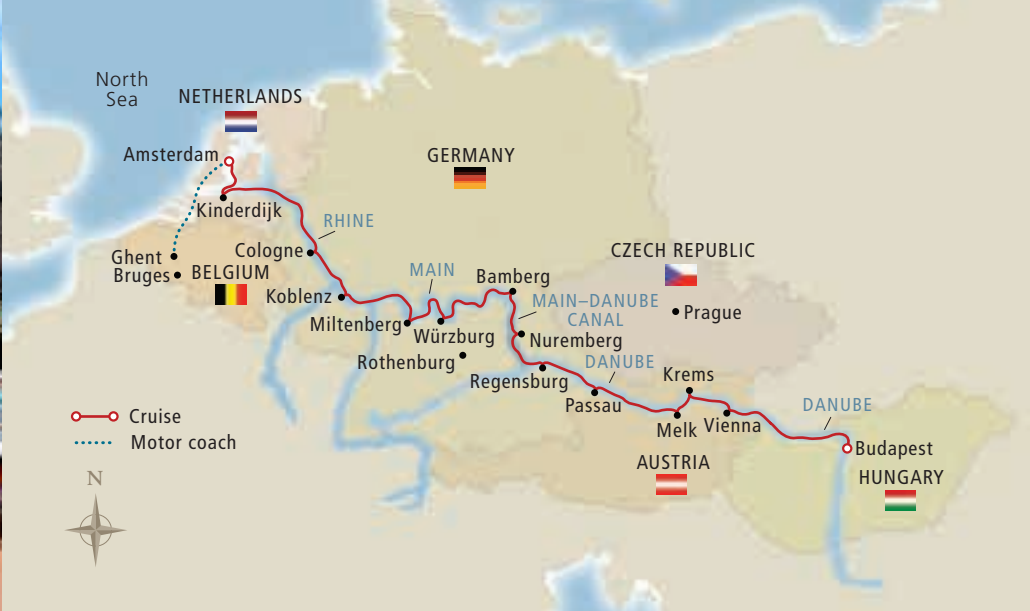 North
Sea
NETHERLANDS
Amsterdam
GERMANY
Kinderdijk
RHINE
Cologne
CZECH REPUBLIC
Ghent
Bruges
BELGIUM
MAIN
Bamberg
Koblenz
MAIN–DANUBE
CANAL
Prague
Miltenberg
Würzburg
Nuremberg
Rothenburg
DANUBE
Regensburg
Krems
Passau
DANUBE
Cruise
Melk
Vienna
Motor coach
Budapest
AUSTRIA
HUNGARY
N